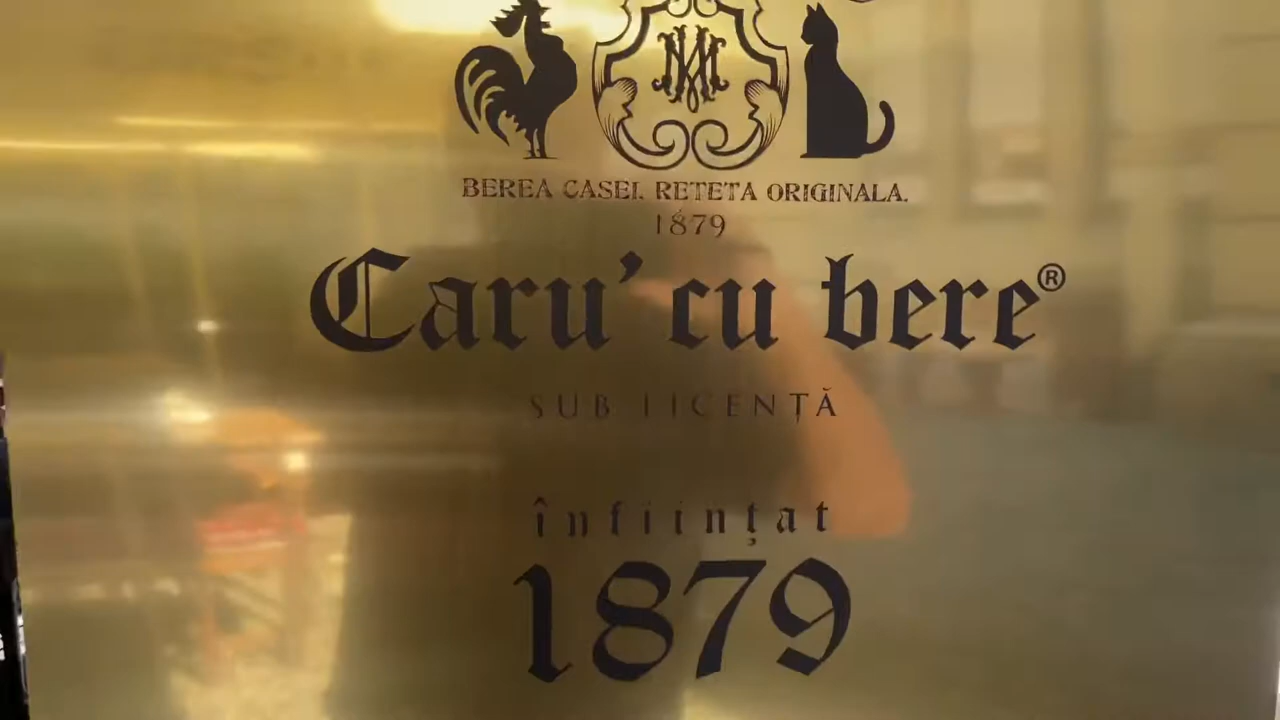 BEREA CASEI. RETETA ORIGINALA.
1879
Caru' cu bere®
SUB LICENȚĂ
înființat
1879